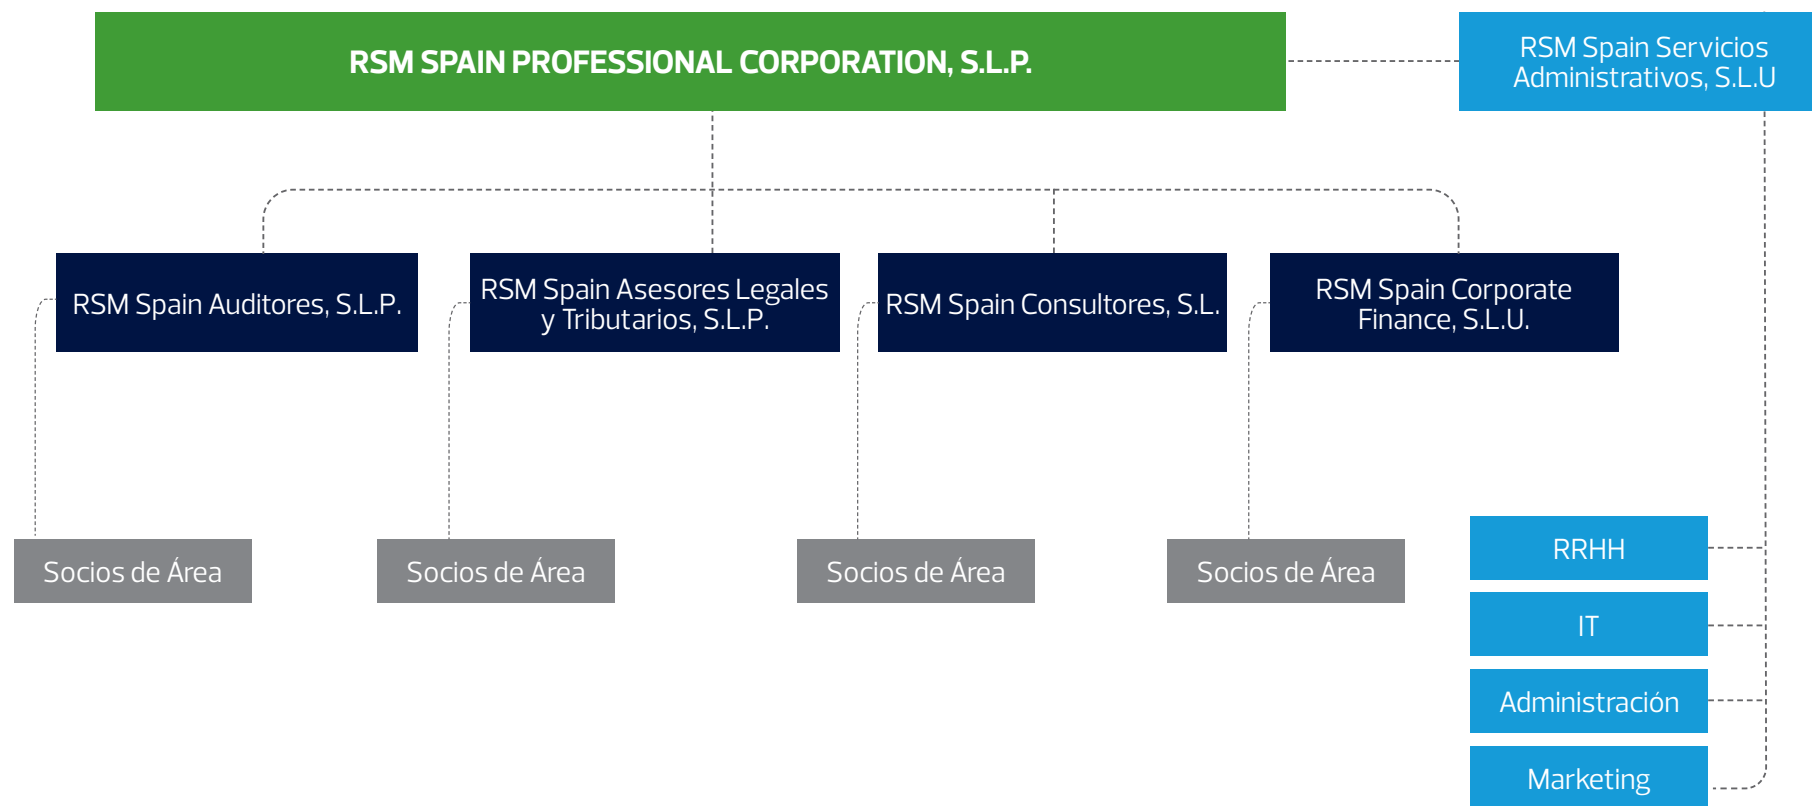 RSM SPAIN PROFESSIONAL CORPORATION, S.L.P.
RSM Spain Servicios
Administrativos, S.L.U
RSM Spain Auditores, S.L.P.
RSM Spain Asesores Legales
y Tributarios, S.L.P.
RSM Spain Consultores, S.L.
RSM Spain Corporate
Finance, S.L.U.
Socios de Área
Socios de Área
Socios de Área
Socios de Área
RRHH
IT
Administración
Marketing